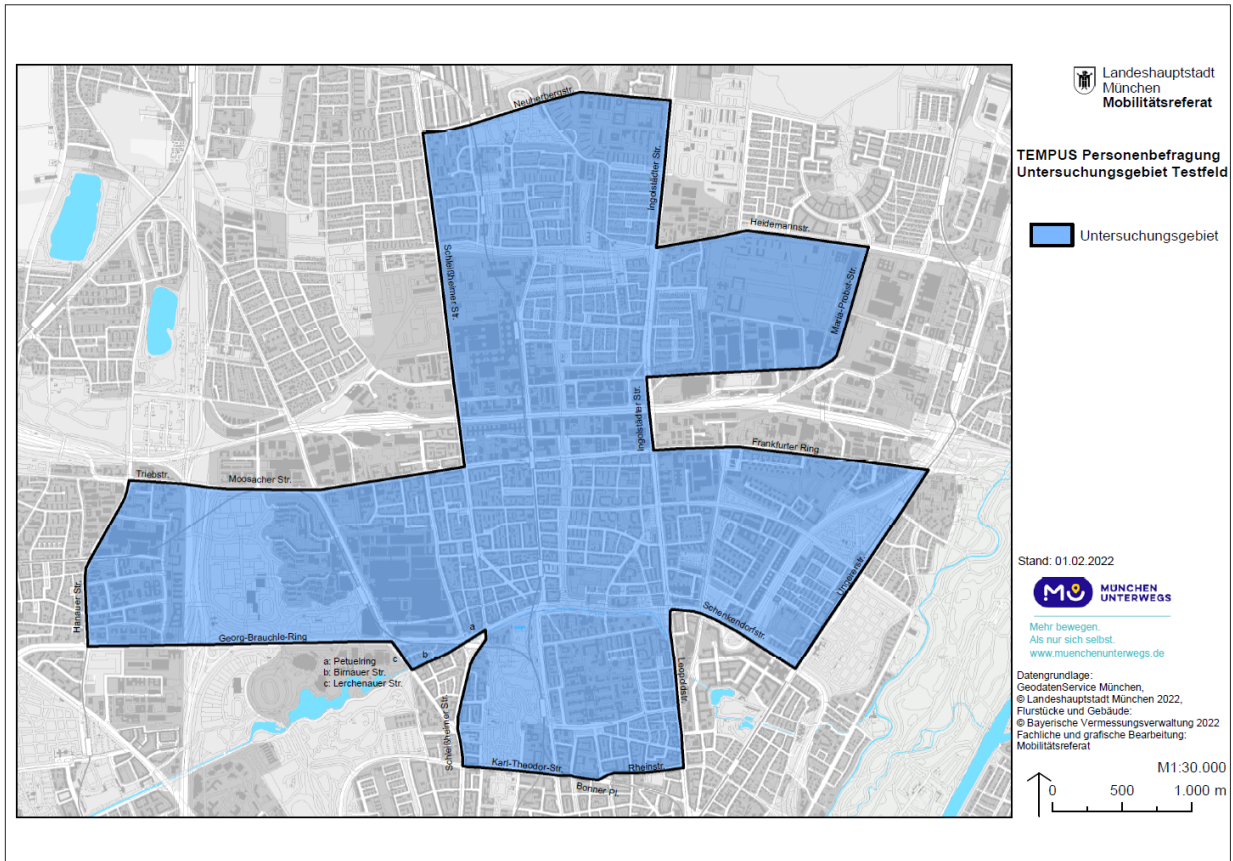 Landeshauptstadt
München
Mobilitätsreferat
TEMPUS Personenbefragung
Untersuchungsgebiet Testfeld
Untersuchungsgebiet
Neuherbergstr.
Ingolstädter Str.
Heidemannstr.
Schleißheimer Str.
Maria-Probst-Str.
Ingolstädter Str.
Frankfurter Ring
Triebstr.
Moosacher Str.
Ungererstr.
Hanauer Str.
Schenkendorfstr.
Georg-Brauchle-Ring
a
b
c
a: Petuelring
b: Birnauer Str.
c: Lerchenauer Str.
Leopoldstr.
Schleißheimer Str.
Karl-Theodor-Str.
Rheinstr.
Bonner Pl.
Stand: 01.02.2022
MÜNCHEN
UNTERWEGS
Mehr bewegen.
Als nur sich selbst.
www.muenchenunterwegs.de
Datengrundlage:
GeodatenService München,
© Landeshauptstadt München 2022,
Flurstücke und Gebäude:
© Bayerische Vermessungsverwaltung 2022
Fachliche und grafische Bearbeitung:
Mobilitätsreferat
M1:30.000
0 500 1.000 m